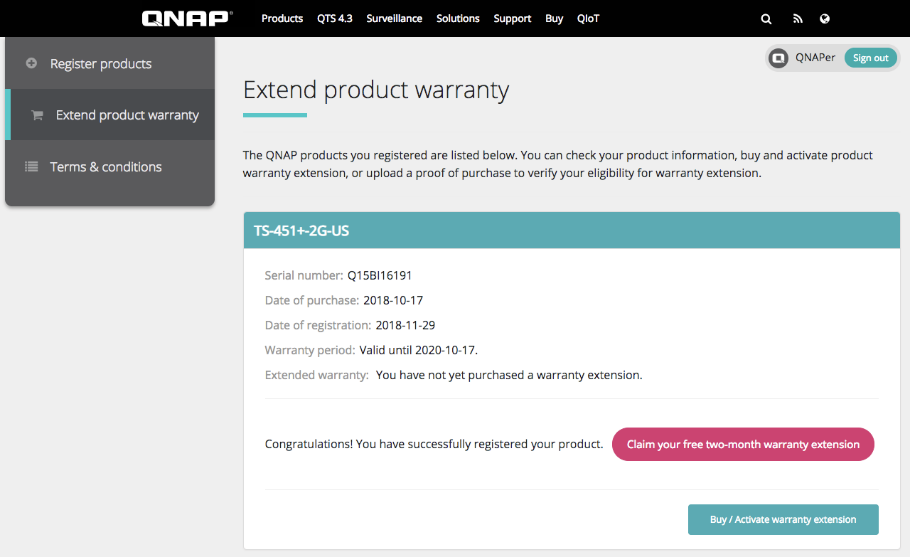 QNAP Products QTS 4.3 Surveillance Solutions Support Buy QIoT
Register products
Extend product warranty
Terms & conditions
QNAPer Sign out
Extend product warranty
The QNAP products you registered are listed below. You can check your product information, buy and activate product
warranty extension, or upload a proof of purchase to verify your eligibility for warranty extension.
TS-451+-2G-US
Serial number: Q15BI16191
Date of purchase: 2018-10-17
Date of registration: 2018-11-29
Warranty period: Valid until 2020-10-17.
Extended warranty: You have not yet purchased a warranty extension.
Congratulations! You have successfully registered your product. Claim your free two-month warranty extension
Buy / Activate warranty extension